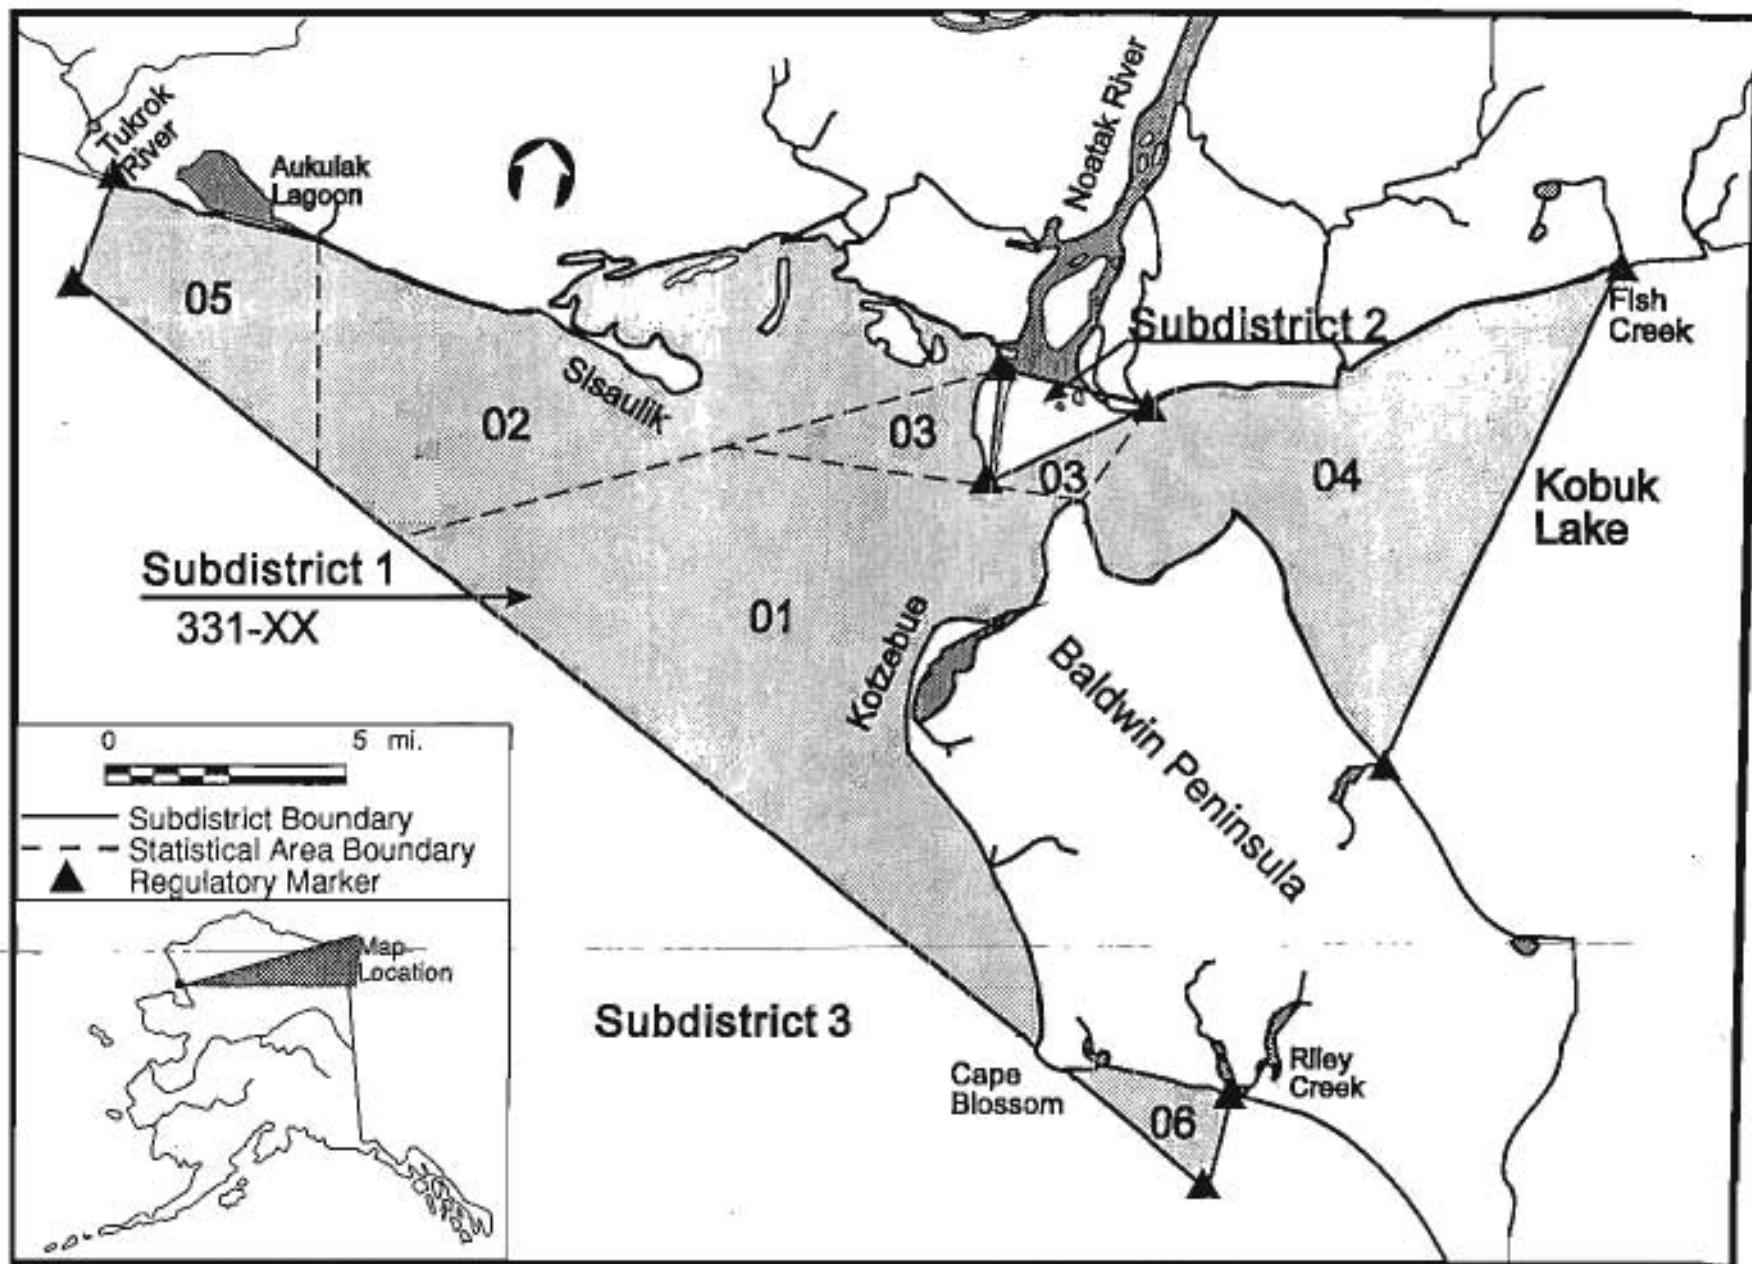 Tukrok
River
Aukulak
Lagoon
Noatak River
05
Subdistrict 2
Fish
Creek
Sisaulik
02
03
03
04
Kobuk
Lake
Subdistrict 1
331-XX
01
Kotzebue
Baldwin Peninsula
0 5 mi.
Subdistrict Boundary
Statistical Area Boundary
Regulatory Marker
Map
Location
Subdistrict 3
Cape
Blossom
06
Riley
Creek